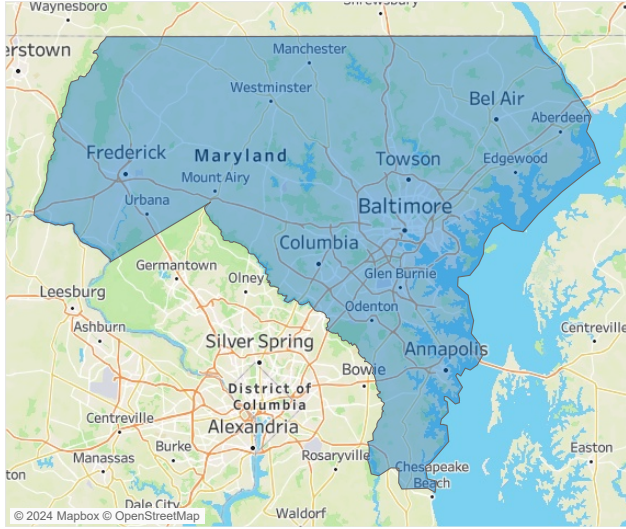 Waynesboro
Shrewsbury
erstown
Manchester
Westminster
Bel Air
Aberdeen
Frederick
Maryland
Towson
Edgewood
Mount Airy
Urbana
Baltimore
n
Columbia
Germantown
Olney
Glen Burnie
Leesburg
Odenton
Ashburn
Centreville
Silver Spring
Annapolis
Bowie
District of
Columbia
Centreville
Alexandria
Burke
Easton
Rosaryville
Manassas
Chesapeake
Beach
ton
Dale City
Waldorf
© 2024 Mapbox © OpenStreetMap